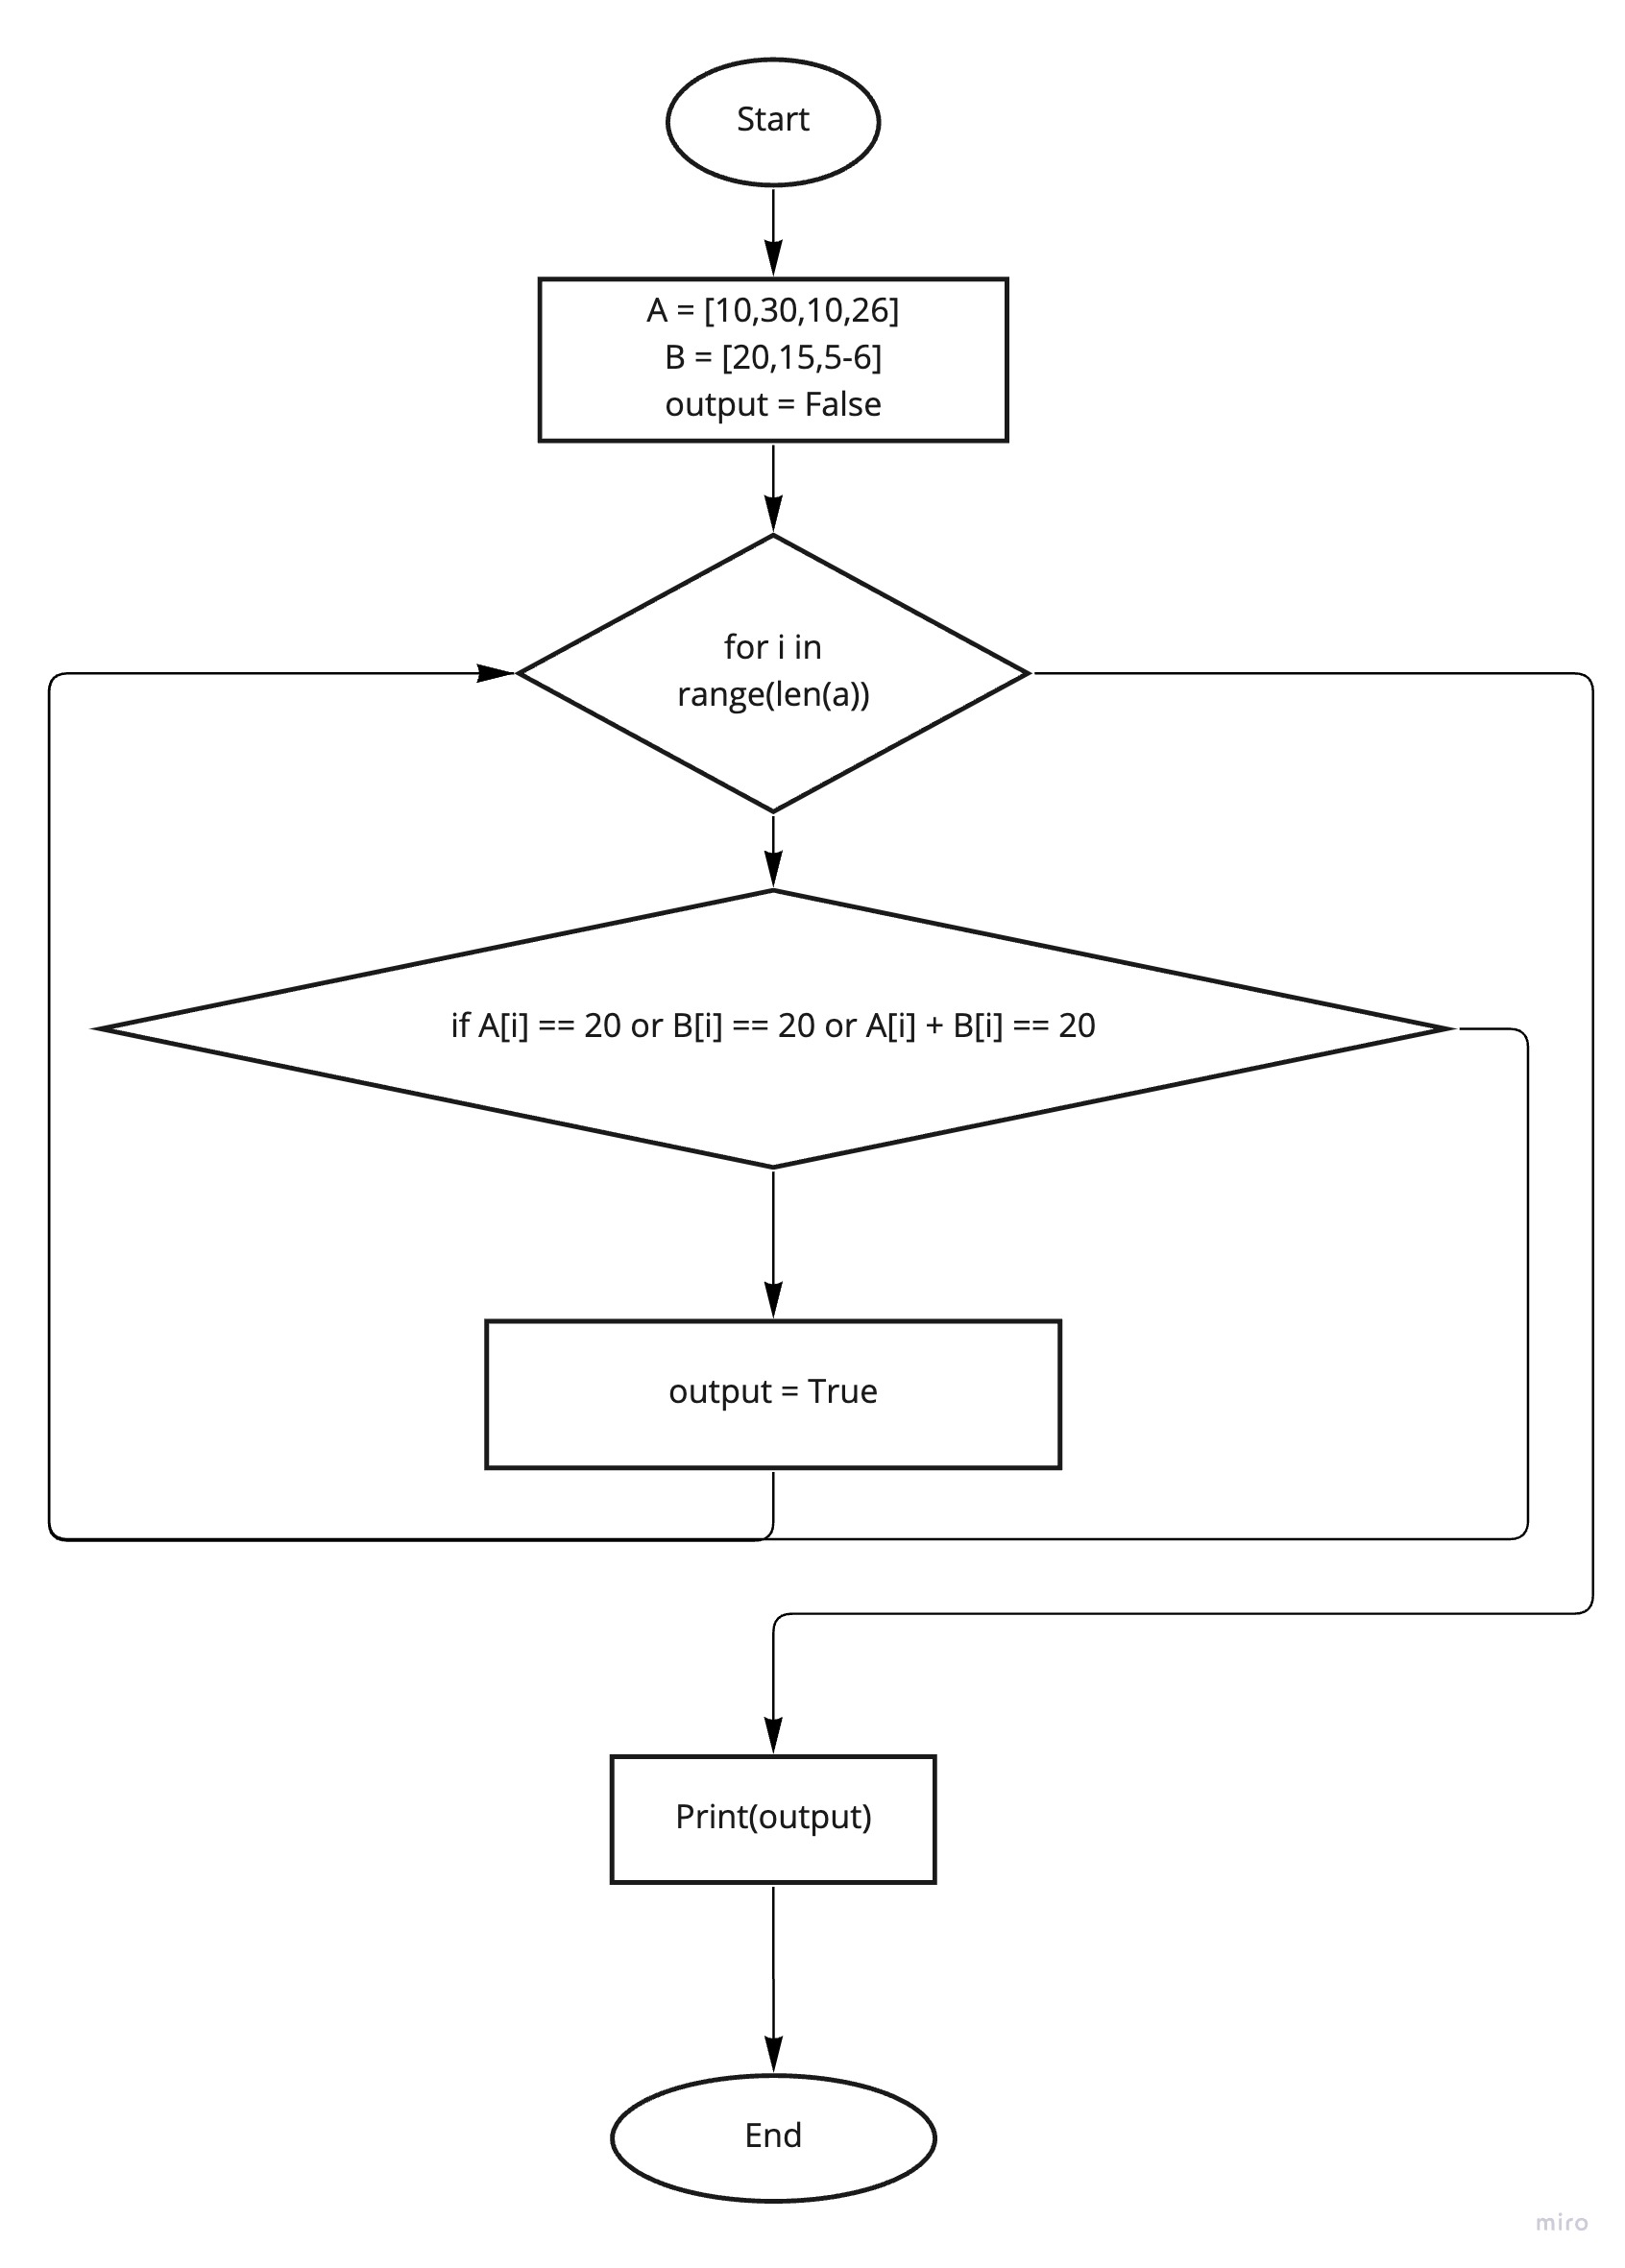 Start
A = [10,30,10,26]
B = [20,15,5-6]
output = False
for i in
range(len(a))
if A[i] == 20 or B[i] == 20 or A[i] + B[i] == 20
output = True
Print(output)
End
miro